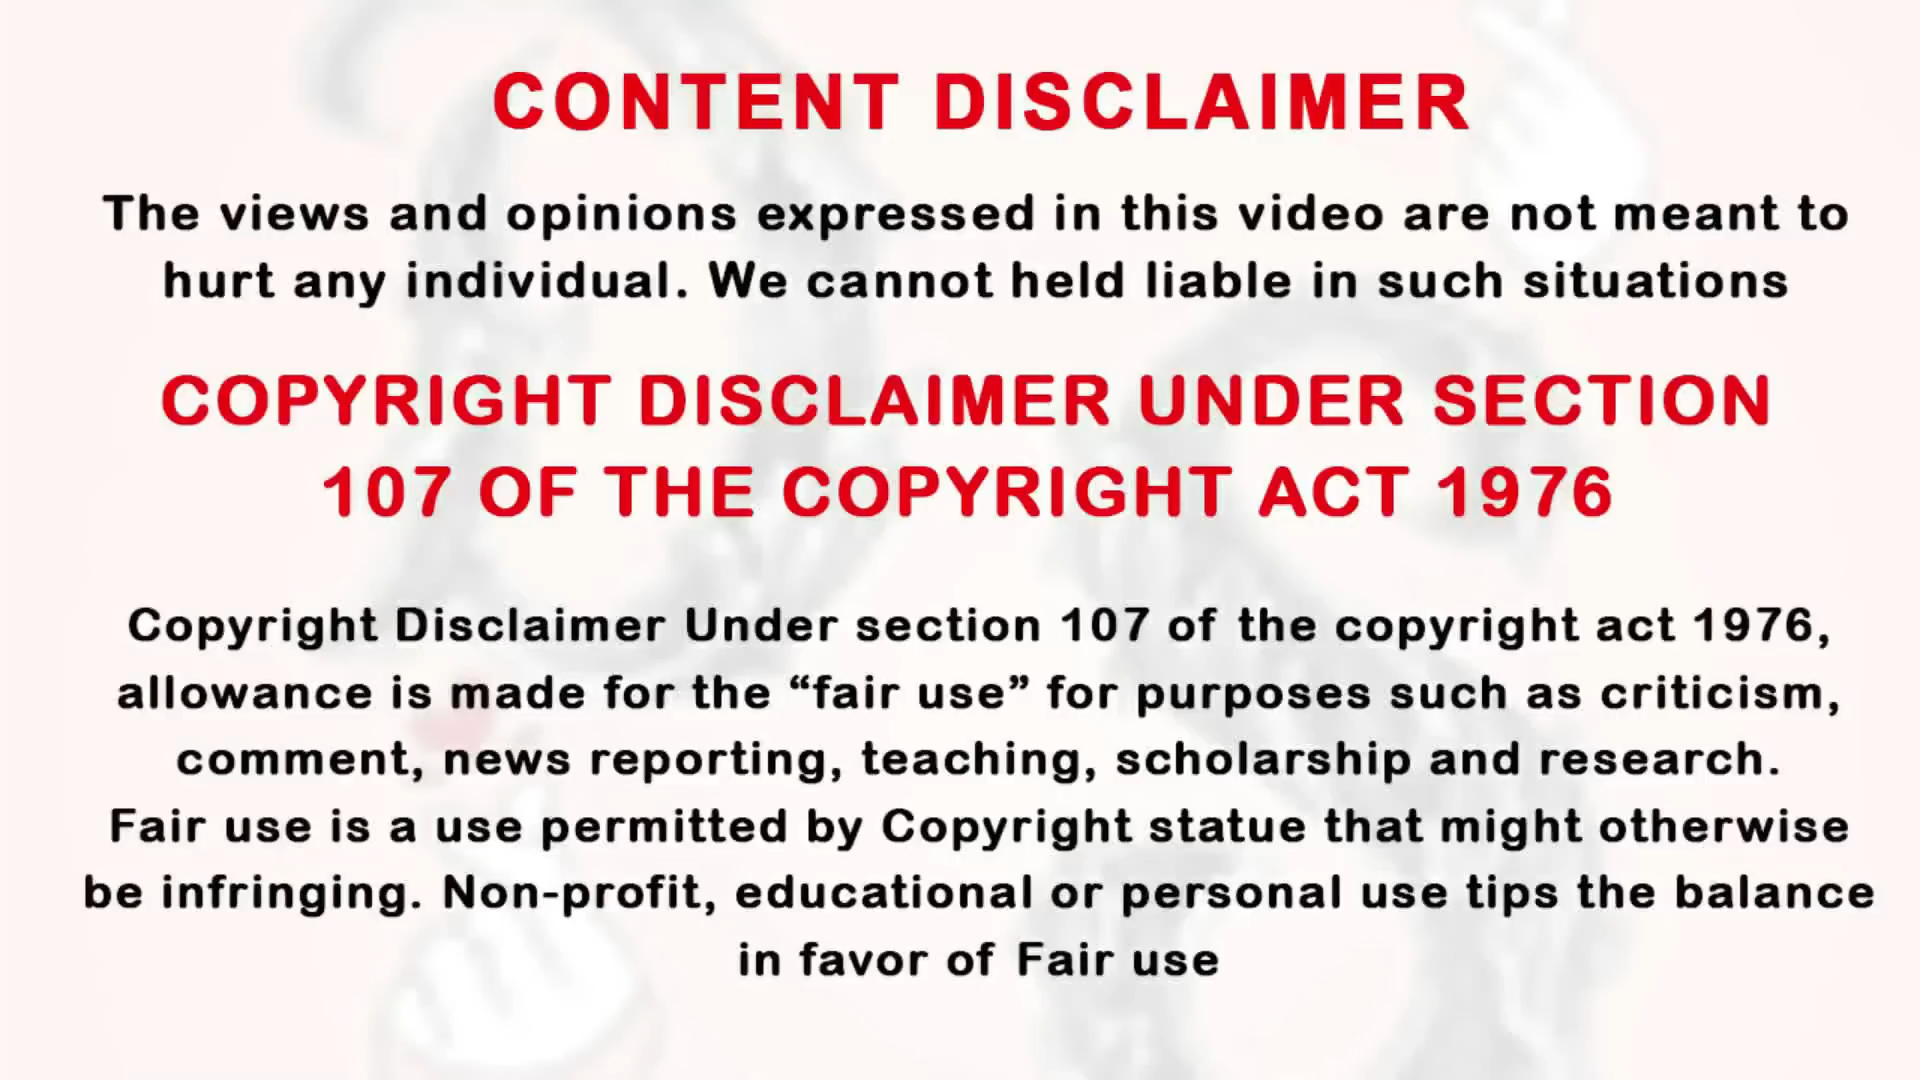 CONTENT DISCLAIMER
The views and opinions expressed in this video are not meant to
hurt any individual. We cannot held liable in such situations
COPYRIGHT DISCLAIMER UNDER SECTION
107 OF THE COPYRIGHT ACT 1976
Copyright Disclaimer Under section 107 of the copyright act 1976,
allowance is made for the “fair use” for purposes such as criticism,
comment, news reporting, teaching, scholarship and research.
Fair use is a use permitted by Copyright statue that might otherwise
be infringing. Non-profit, educational or personal use tips the balance
in favor of Fair use